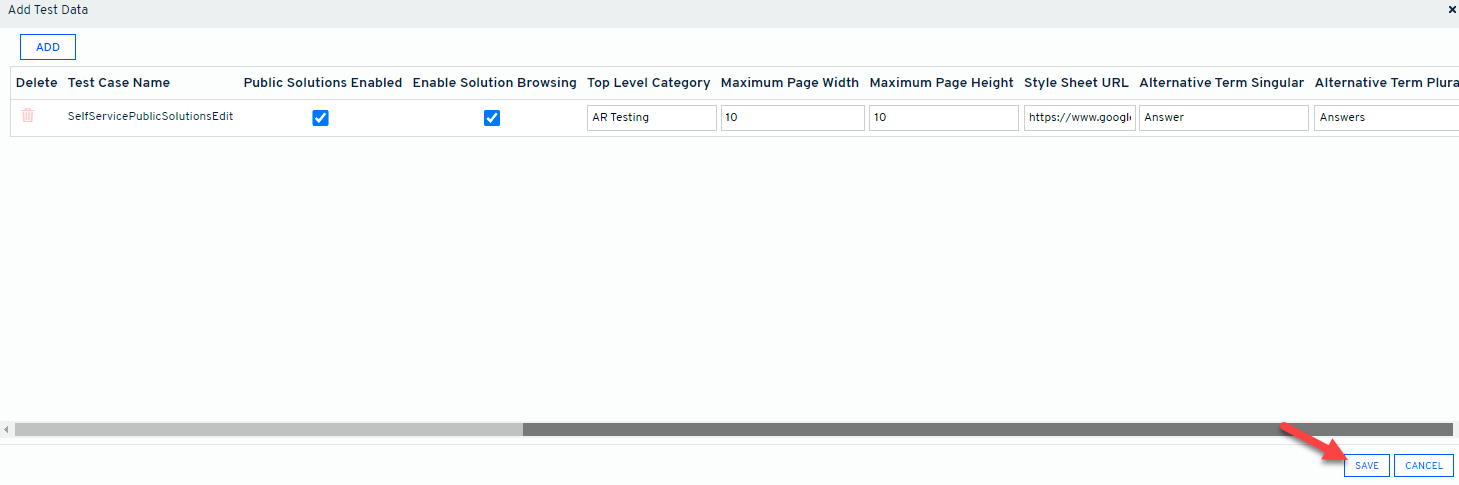 Add Test Data
ADD
Delete Test Case Name Public Solutions Enabled Enable Solution Browsing Top Level Category Maximum Page Width Maximum Page Height Style Sheet URL Alternative Term Singular Alternative Term Plura
SelfServicePublicSolutionsEdit AR Testing 10 10 https://www.google Answer Answers
SAVE CANCEL